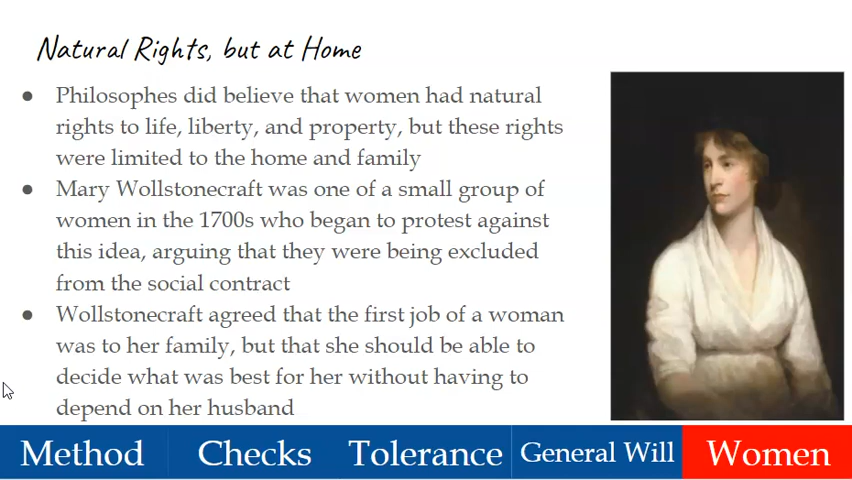 Natural Rights, but at Home
● Philosophes did believe that women had natural
rights to life, liberty, and property, but these rights
were limited to the home and family
● Mary Wollstonecraft was one of a small group of
women in the 1700s who began to protest against
this idea, arguing that they were being excluded
from the social contract
● Wollstonecraft agreed that the first job of a woman
was to her family, but that she should be able to
decide what was best for her without having to
depend on her husband
Method Checks Tolerance General Will Women